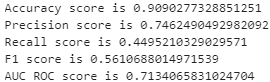 Accuracy score is 0.9090277328851251
Precision score is 0.7462490492982092
Recall score is 0.4495210329029571
F1 score is 0.5610688014971539
AUC ROC score is 0.7134065831024704